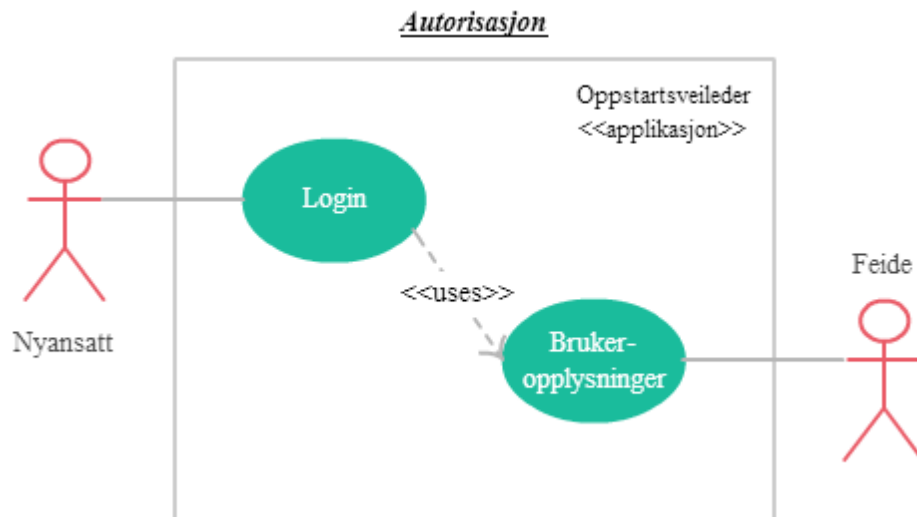 Autorisasjon
Oppstartsveileder
<<applikasjon>>
Login
Feide
<<uses>>
Nyansatt
Bruker-
opplysninger